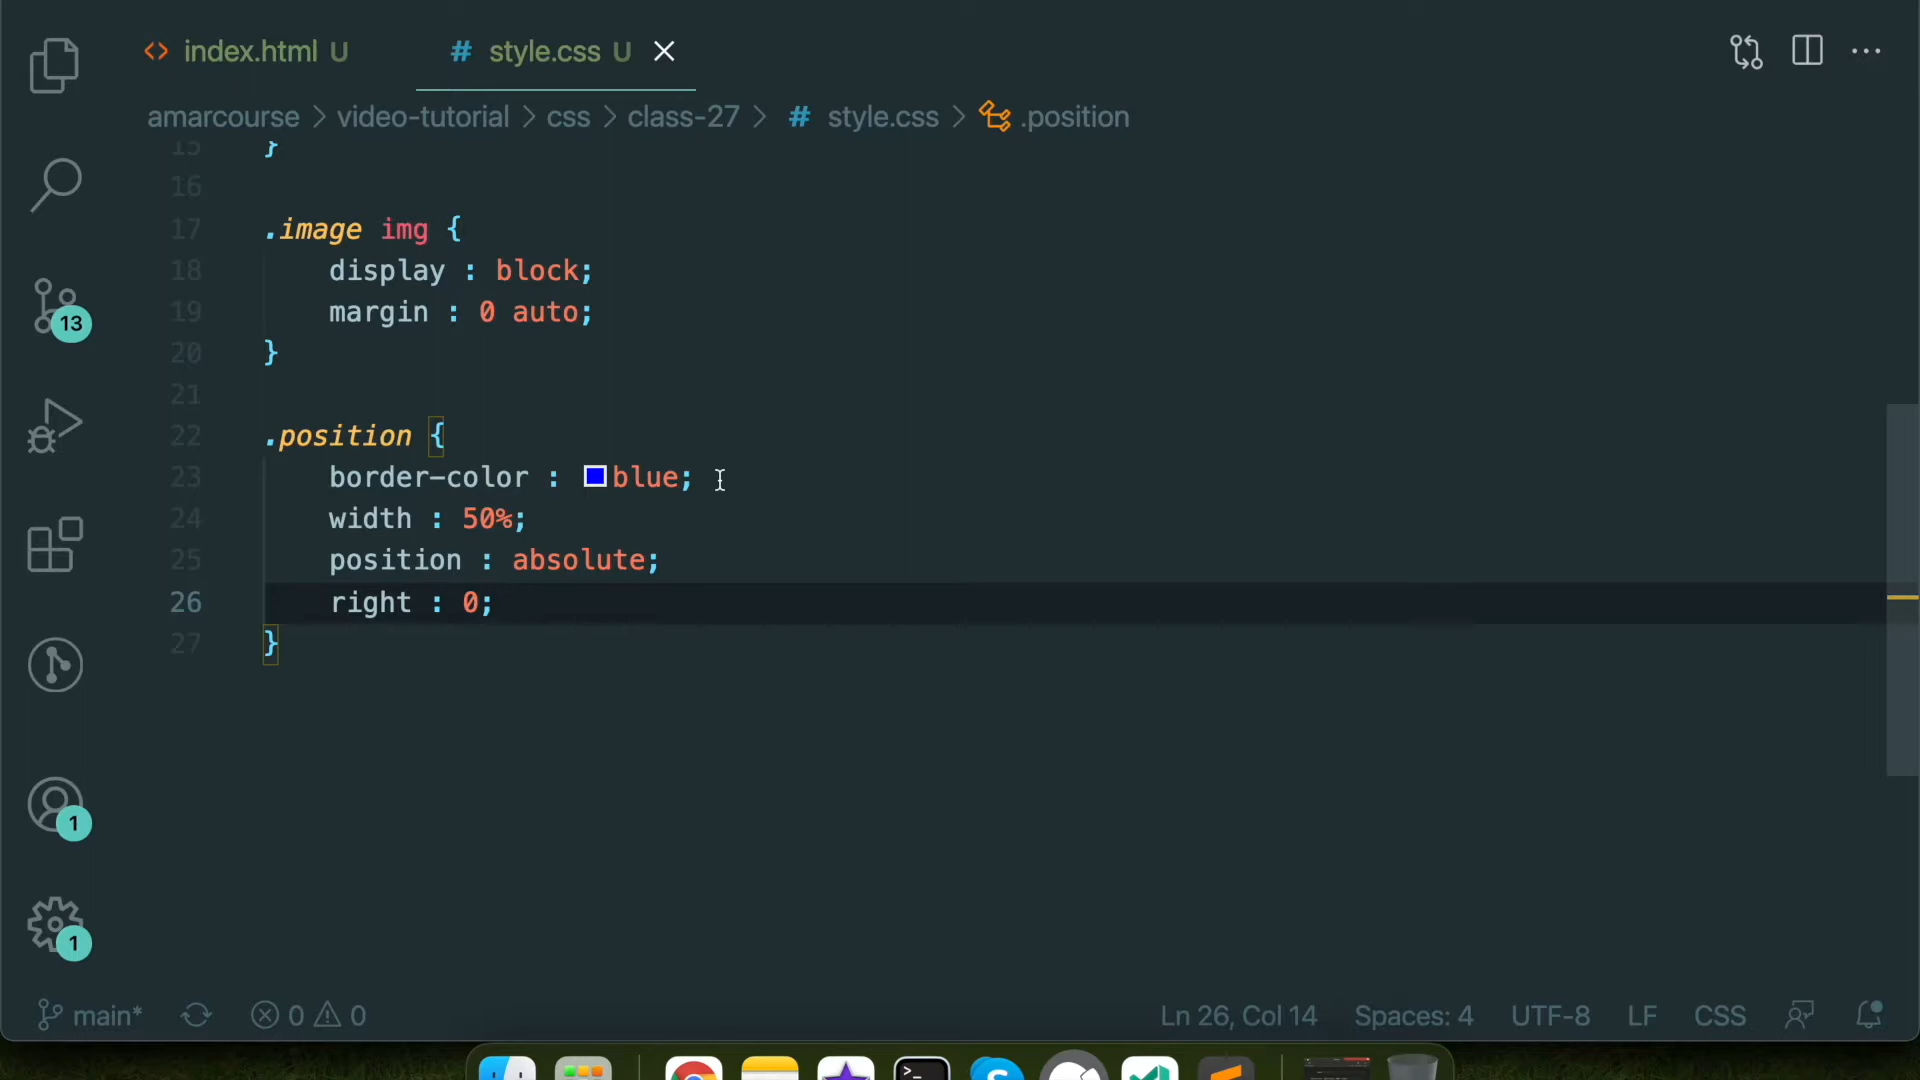 index.html U
# style.css U
amarcourse > video-tutorial > css > class-27 > # style.css > .position
15 }
16
17 .image img {
18 display : block;
19 margin : 0 auto;
20 }
21
22 .position {
23 border-color : blue;
24 width : 50%;
25 position : absolute;
26 right : 0;
27 }
13
1
1
main* 0 0 Ln 26, Col 14 Spaces: 4 UTF-8 LF CSS